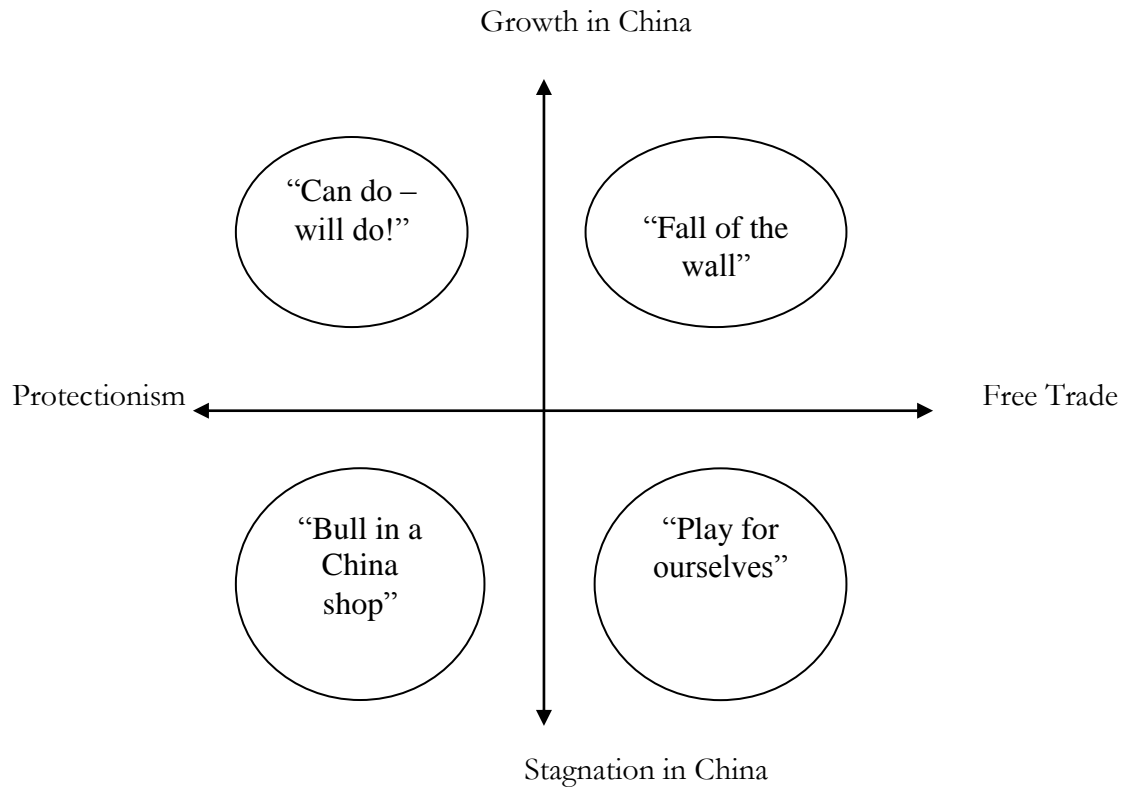 Growth in China
“Can do –
will do!”
“Fall of the
wall”
Protectionism
Free Trade
“Bull in a
China
shop”
“Play for
ourselves”
Stagnation in China